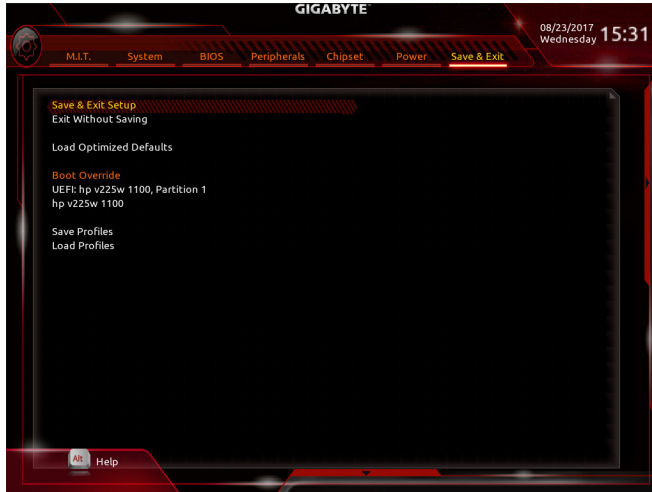 GIGABYTE™
08/23/2017 15:31
Wednesday
M.I.T. System BIOS Peripherals Chipset Power Save & Exit
Save & Exit Setup
Exit Without Saving
Load Optimized Defaults
Boot Override
UEFI: hp v225w 1100, Partition 1
hp v225w 1100
Save Profiles
Load Profiles
Alt Help